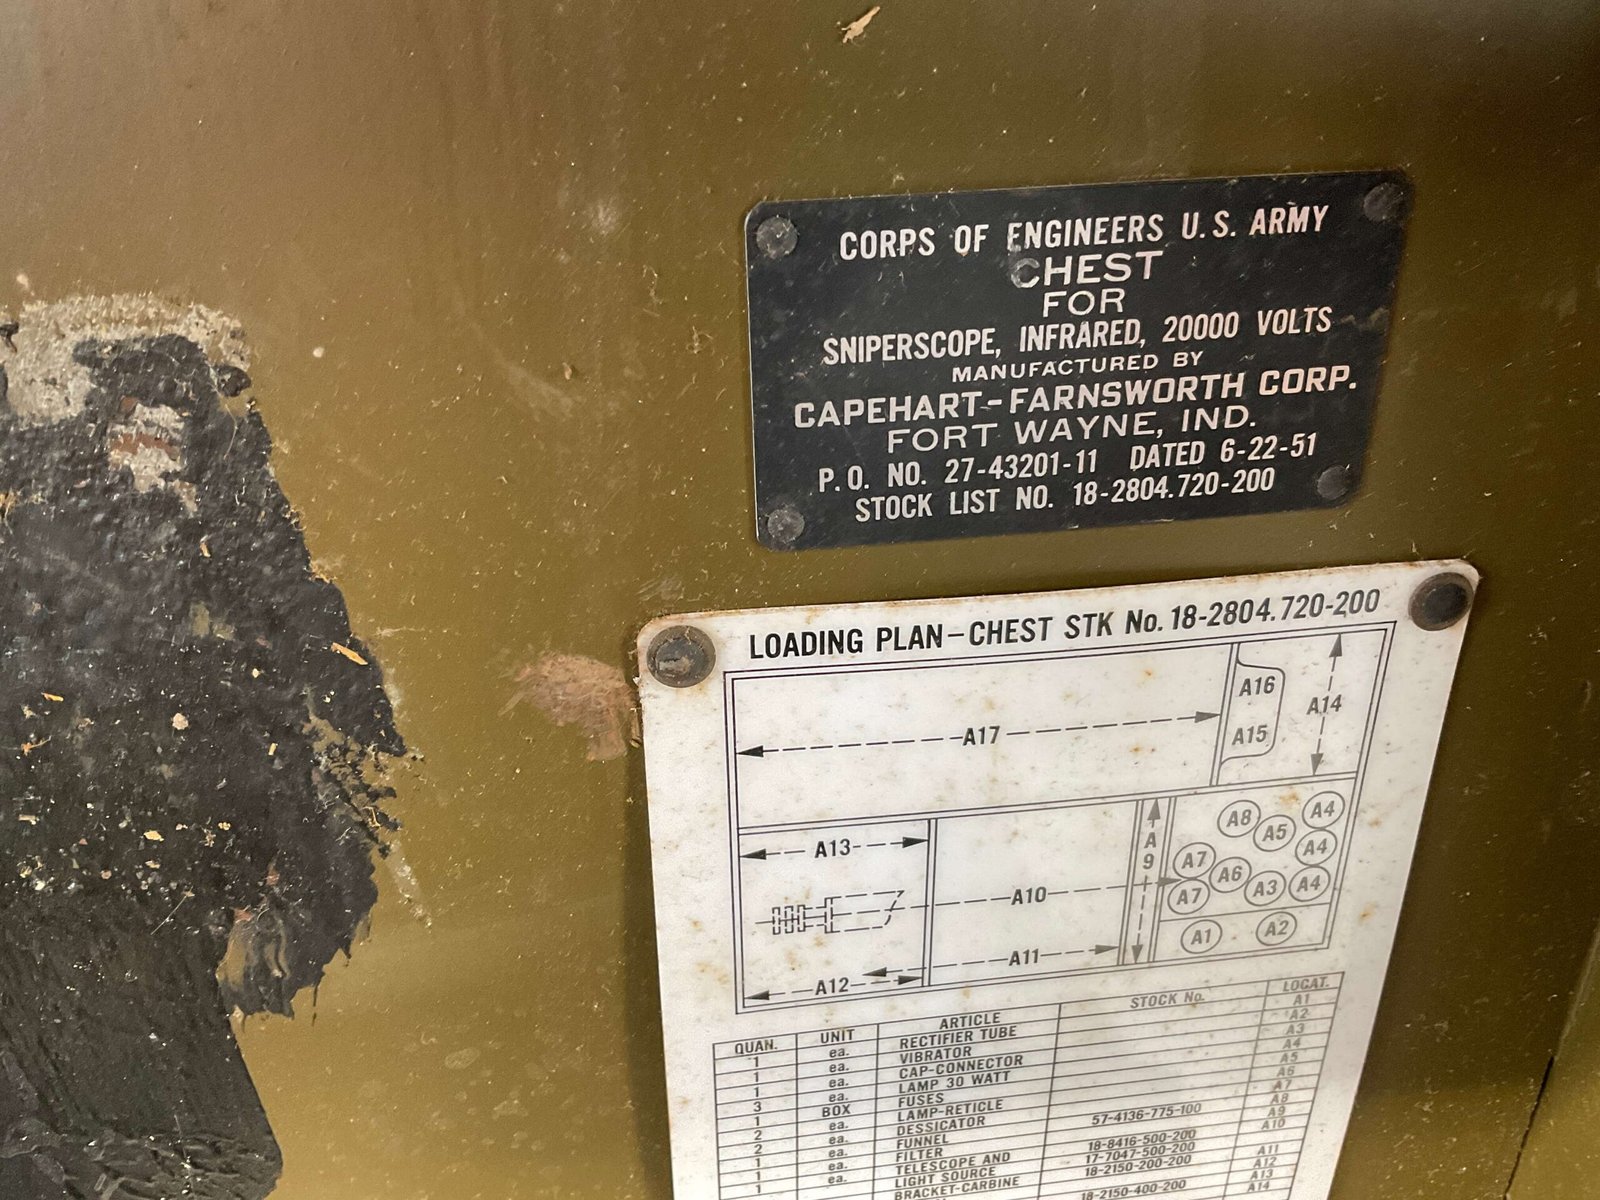 CORPS OF ENGINEERS U.S. ARMY
CHEST
FOR
SNIPERSCOPE, INFRARED, 20000 VOLTS
MANUFACTURED BY
CAPEHART-FARNSWORTH CORP.
FORT WAYNE, IND.
P.O. NO. 27-43201-11 DATED 6-22-51
STOCK LIST NO. 18-2804.720-200
LOADING PLAN-CHEST STK No. 18-2804.720-200
A16
A14
A17
A15
A8
A4
A5
A13
A9
A4
A7
A6
A10
A7
A3
A4
A1
A2
A11
A12
QUAN. UNIT ARTICLE STOCK No. LOCAT.
1 ea. RECTIFIER TUBE A1
1 ea. VIBRATOR A2
1 ea. CAP-CONNECTOR A3
3 ea. LAMP 30 WATT A4
1 BOX FUSES A5
2 ea. LAMP-RETICLE A6
2 ea. DESSICATOR 57-4136-775-100 A7
1 ea. FUNNEL A8
1 ea. FILTER 18-8416-500-200 A9
TELESCOPE AND 17-7047-500-200 A10
LIGHT SOURCE 18-2150-200-200 A11
BRACKET-CARBINE A12
18-2150-400-200 A13
A14